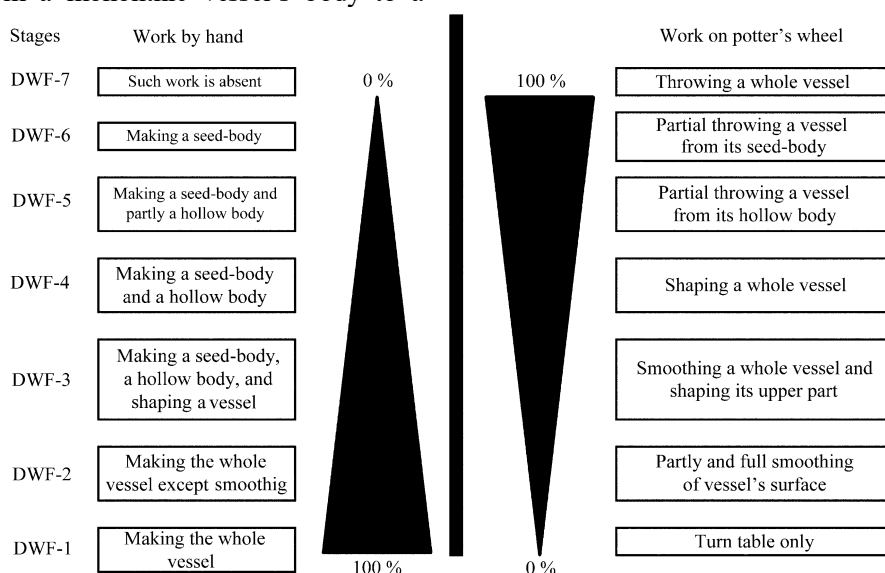 in a monolithic vessel's body to a
Stages Work by hand Work on potter's wheel
DWF-7 Such work is absent 0 % 100 % Throwing a whole vessel
DWF-6 Making a seed-body Partial throwing a vessel
from its seed-body
DWF-5 Making a seed-body and
partly a hollow body
Partial throwing a vessel
from its hollow body
DWF-4 Making a seed-body
and a hollow body
Shaping a whole vessel
DWF-3 Making a seed-body,
a hollow body, and
shaping a vessel
Smoothing a whole vessel and
shaping its upper part
DWF-2 Making the whole
vessel except smoothig
Partly and full smoothing
of vessel's surface
DWF-1 Making the whole
vessel
Turn table only
100 % 0 %